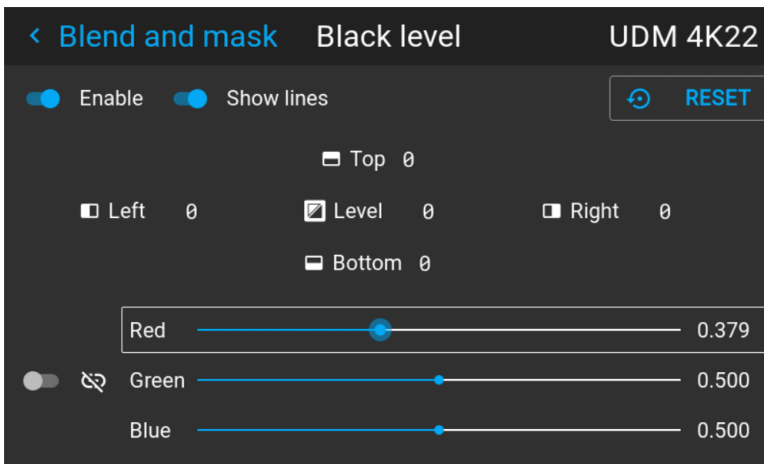 Blend and mask Black level UDM 4K22
Enable Show lines RESET
Top 0
Left 0 Level 0 Right 0
Bottom 0
Red 0.379
Green 0.500
Blue 0.500